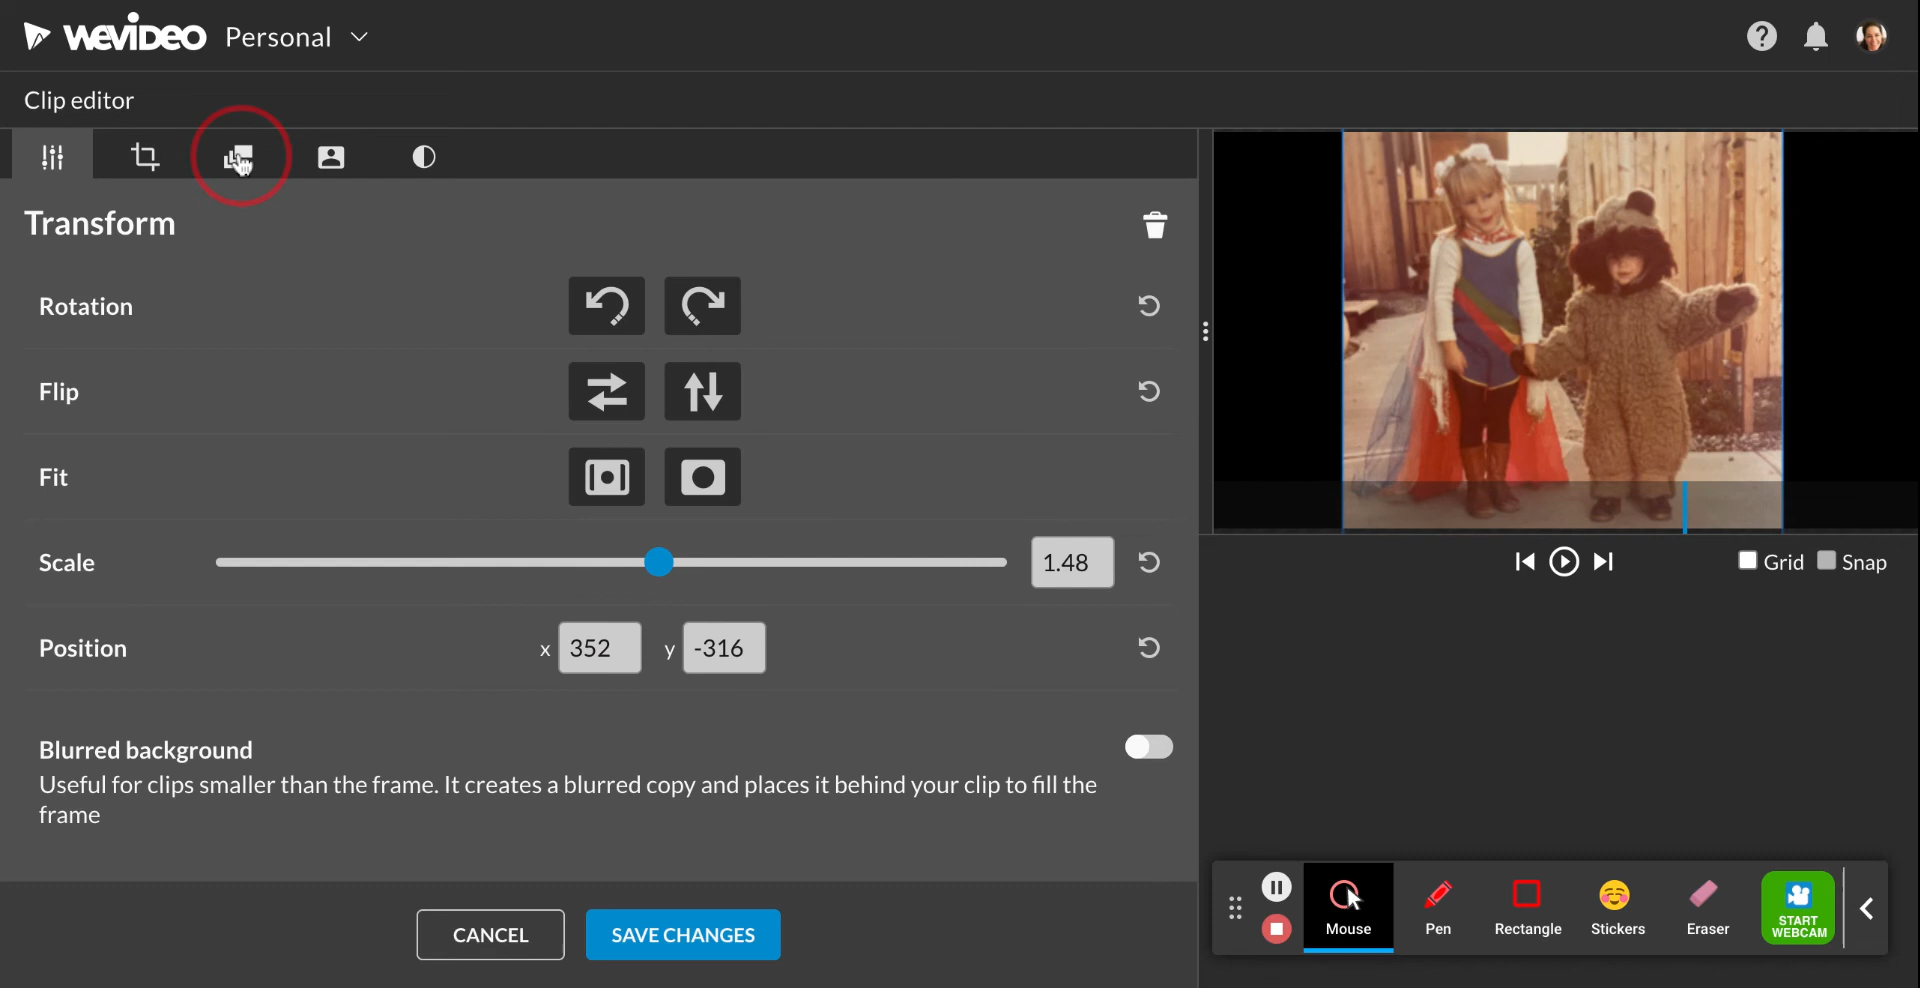 WEVIDEO Personal
Clip editor
Transform
Rotation
Flip
Fit
Scale 1.48
Position x 352 y -316
Blurred background
Useful for clips smaller than the frame. It creates a blurred copy and places it behind your clip to fill the
frame
CANCEL SAVE CHANGES
Grid Snap
Mouse Pen Rectangle Stickers Eraser START
WEBCAM